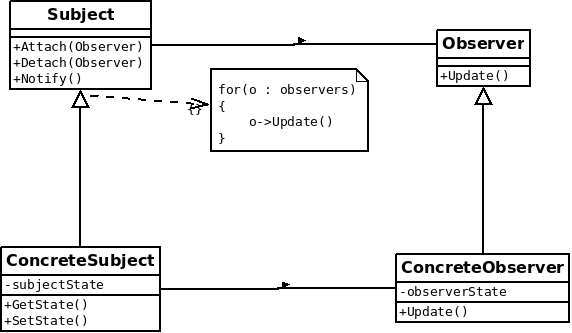 Subject
+Attach(Observer)
+Detach(Observer)
+Notify()
Observer
+Update()
for(o : observers)
{
o->Update()
}
{}
ConcreteSubject
-subjectState
+GetState()
+SetState()
ConcreteObserver
-observerState
+Update()